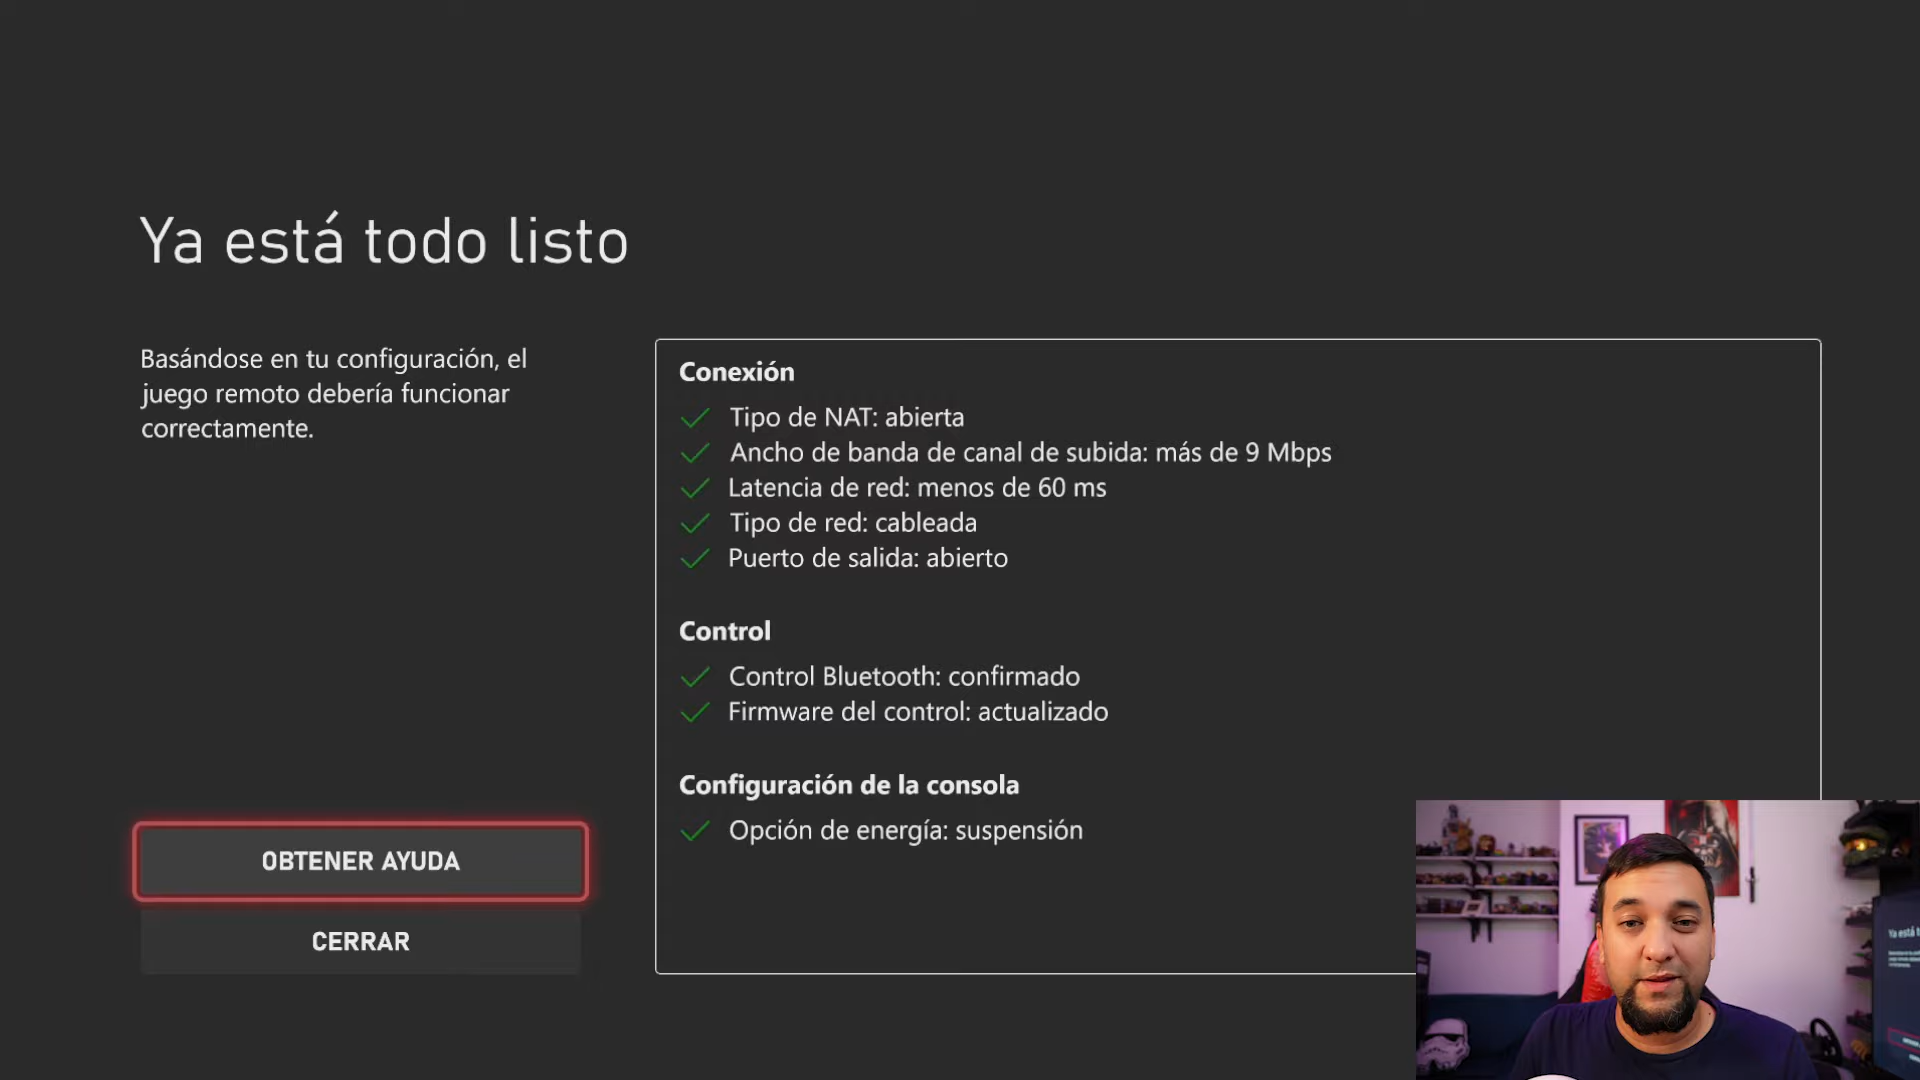 Ya está todo listo
Basándose en tu configuración, el
juego remoto debería funcionar
correctamente.
OBTENER AYUDA
CERRAR
Conexión
Tipo de NAT: abierta
Ancho de banda de canal de subida: más de 9 Mbps
Latencia de red: menos de 60 ms
Tipo de red: cableada
Puerto de salida: abierto
Control
Control Bluetooth: confirmado
Firmware del control: actualizado
Configuración de la consola
Opción de energía: suspensión
Ya está